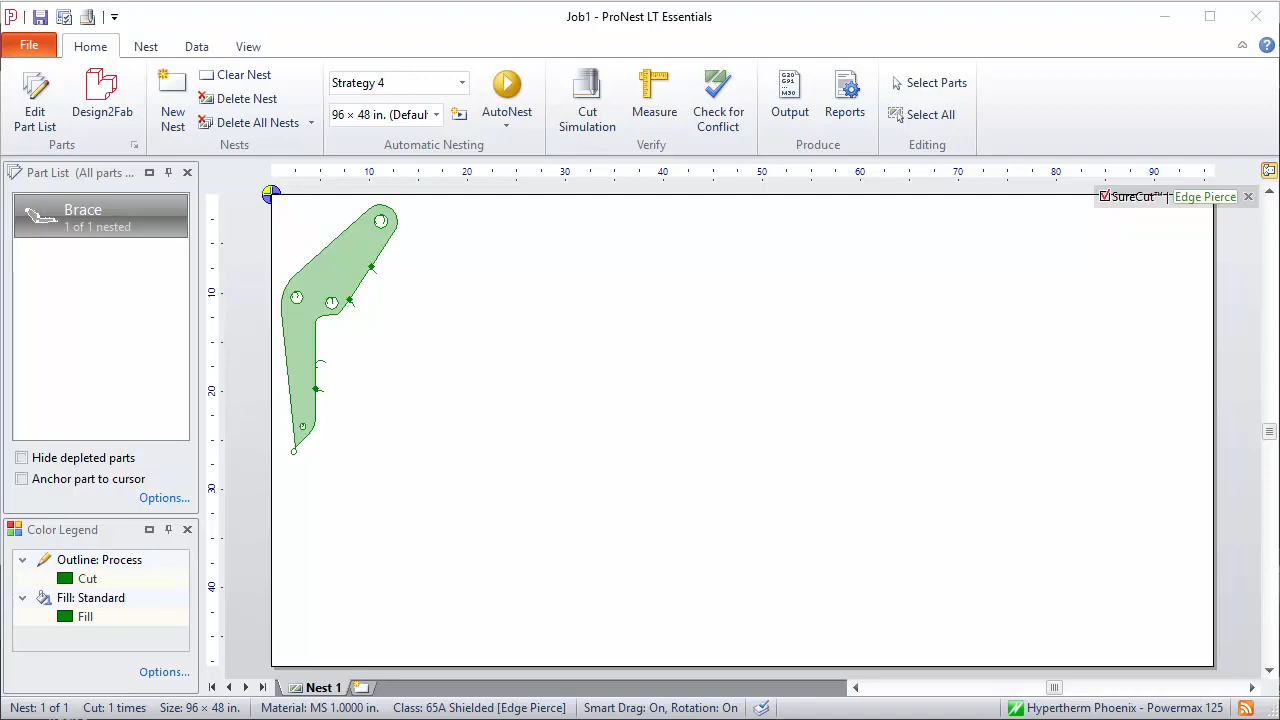 Job1 - ProNest LT Essentials
File Home Nest Data View
Edit Part List
Design2Fab
Parts
New Nest
Clear Nest
Delete Nest
Delete All Nests
Nests
Strategy 4
96 × 48 in. (Defaul
AutoNest
Automatic Nesting
Cut Simulation
Measure
Check for Conflict
Verify
G20
G91
M30
Output
Reports
Produce
Select Parts
Select All
Editing
Part List (All parts ...
Brace
1 of 1 nested
Hide depleted parts
Anchor part to cursor
Options...
Color Legend
Outline: Process
Cut
Fill: Standard
Fill
Options...
10 20 30 40 50 60 70 80 90
10
20
30
40
SureCut™ | Edge Pierce
Nest 1
Nest: 1 of 1 Cut: 1 times Size: 96 × 48 in. Material: MS 1.0000 in. Class: 65A Shielded [Edge Pierce] Smart Drag: On, Rotation: On Hypertherm Phoenix - Powermax 125